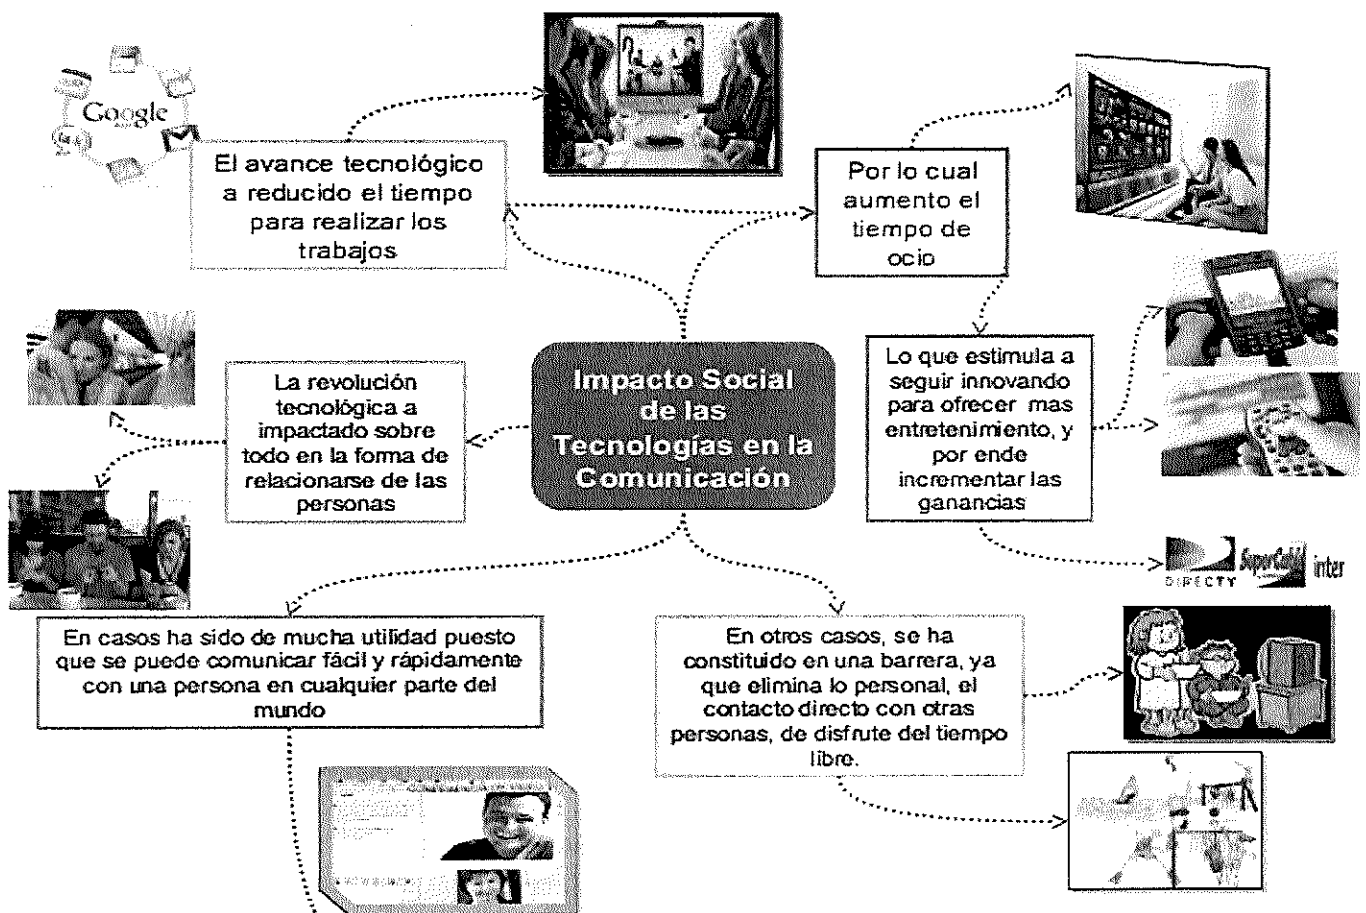 Google
El avance tecnológico
a reducido el tiempo
para realizar los
trabajos
Por lo cual
aumento el
tiempo de
ocio
La revolución
tecnológica a
impactado sobre
todo en la forma de
relacionarse de las
personas
Impacto Social
de las
Tecnologías en la
Comunicación
Lo que estimula a
seguir innovando
para ofrecer mas
entretenimiento, y
por ende
incrementar las
ganancias
DIRECTV
SuperCable
inter
En casos ha sido de mucha utilidad puesto
que se puede comunicar fácil y rápidamente
con una persona en cualquier parte del
mundo
En otros casos, se ha
constituido en una barrera, ya
que elimina lo personal, el
contacto directo con otras
personas, de disfrute del tiempo
libre.